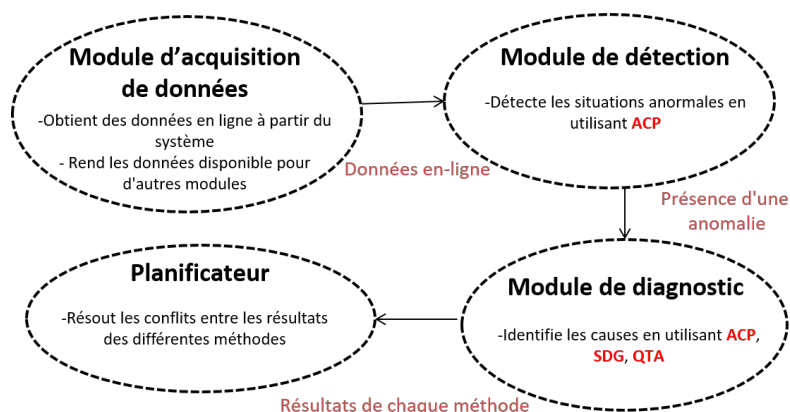 Module d’acquisition
de données
-Obtient des données en ligne à partir du
système
- Rend les données disponible pour
d'autres modules
Données en-ligne
Module de détection
-Détecte les situations anormales en
utilisant ACP
Présence d'une
anomalie
Module de diagnostic
-Identifie les causes en utilisant ACP,
SDG, QTA
Résultats de chaque méthode
Planificateur
-Résout les conflits entre les résultats
des différentes méthodes